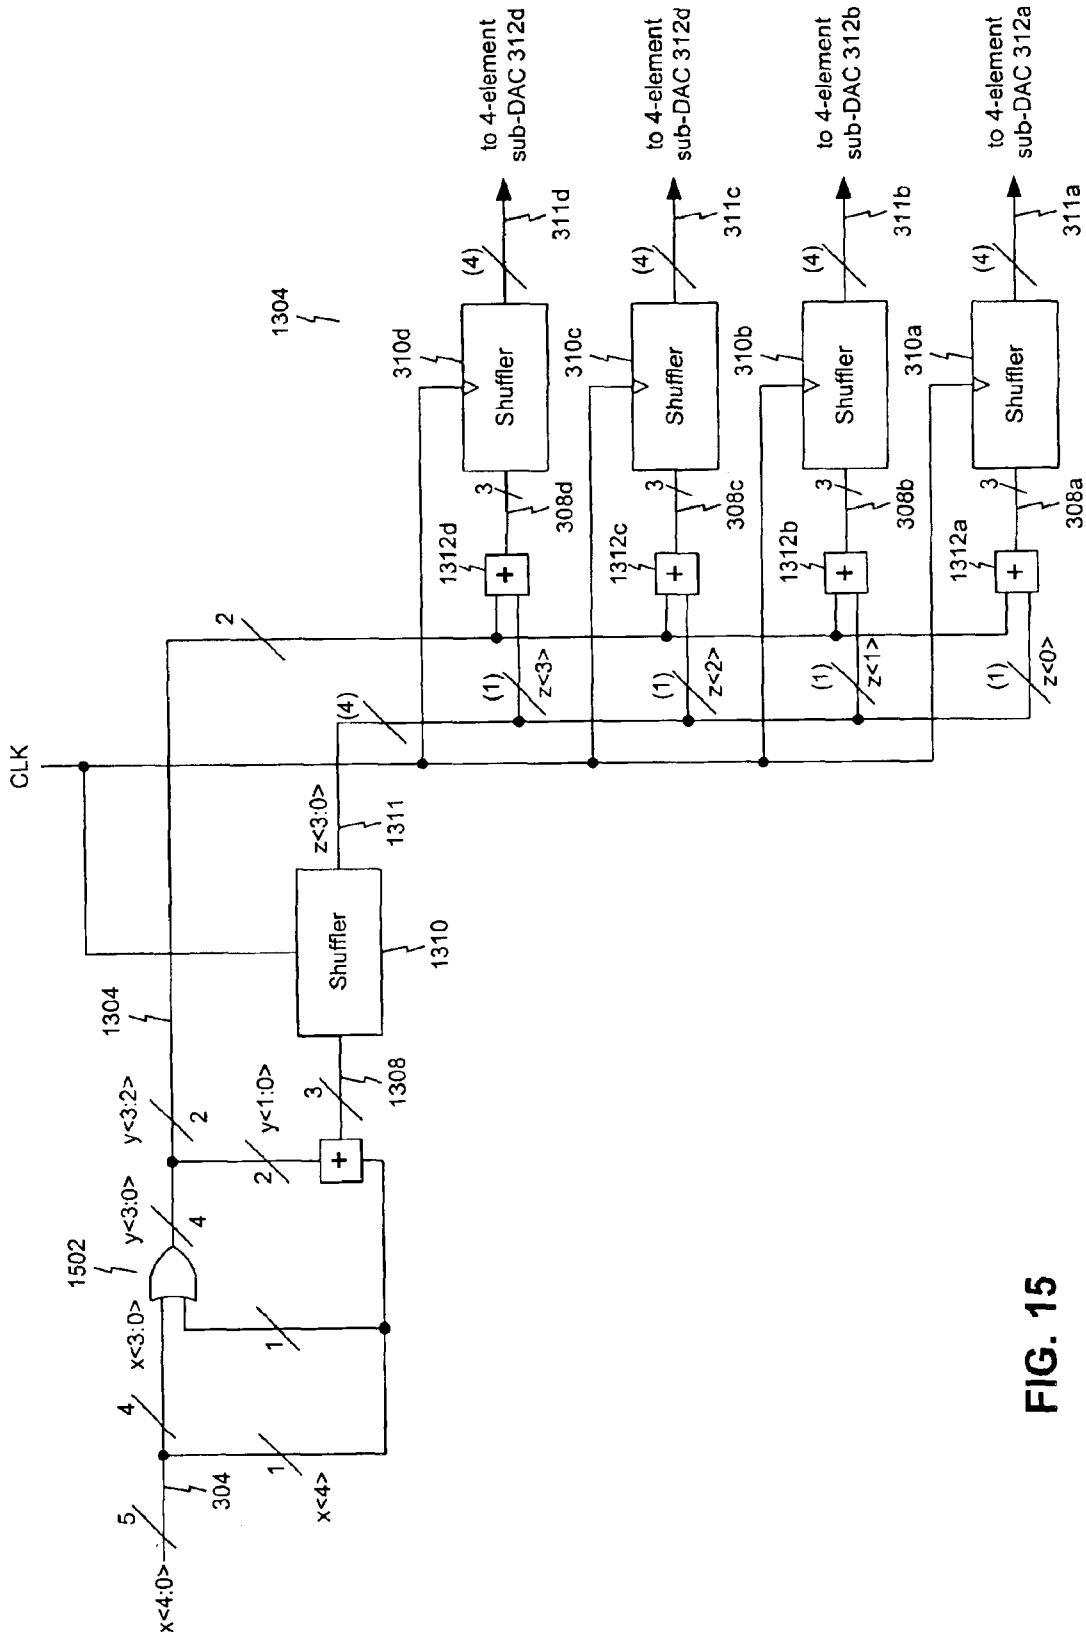 x<4:0>
5
304
4
x<3:0>
1
x<4>
1
1502
y<3:0>
4
y<3:2>
2
1304
2
y<1:0>
+
3
1308
Shuffler
1310
z<3:0>
1311
CLK
(4)
2
1304
(1)
z<3>
1312d
+
3
308d
310d
Shuffler
(4)
311d
to 4-element
sub-DAC 312d
(1)
z<2>
1312c
+
3
308c
310c
Shuffler
(4)
311c
to 4-element
sub-DAC 312d
(1)
z<1>
1312b
+
3
308b
310b
Shuffler
(4)
311b
to 4-element
sub-DAC 312b
(1)
z<0>
1312a
+
3
308a
310a
Shuffler
(4)
311a
to 4-element
sub-DAC 312a
FIG. 15